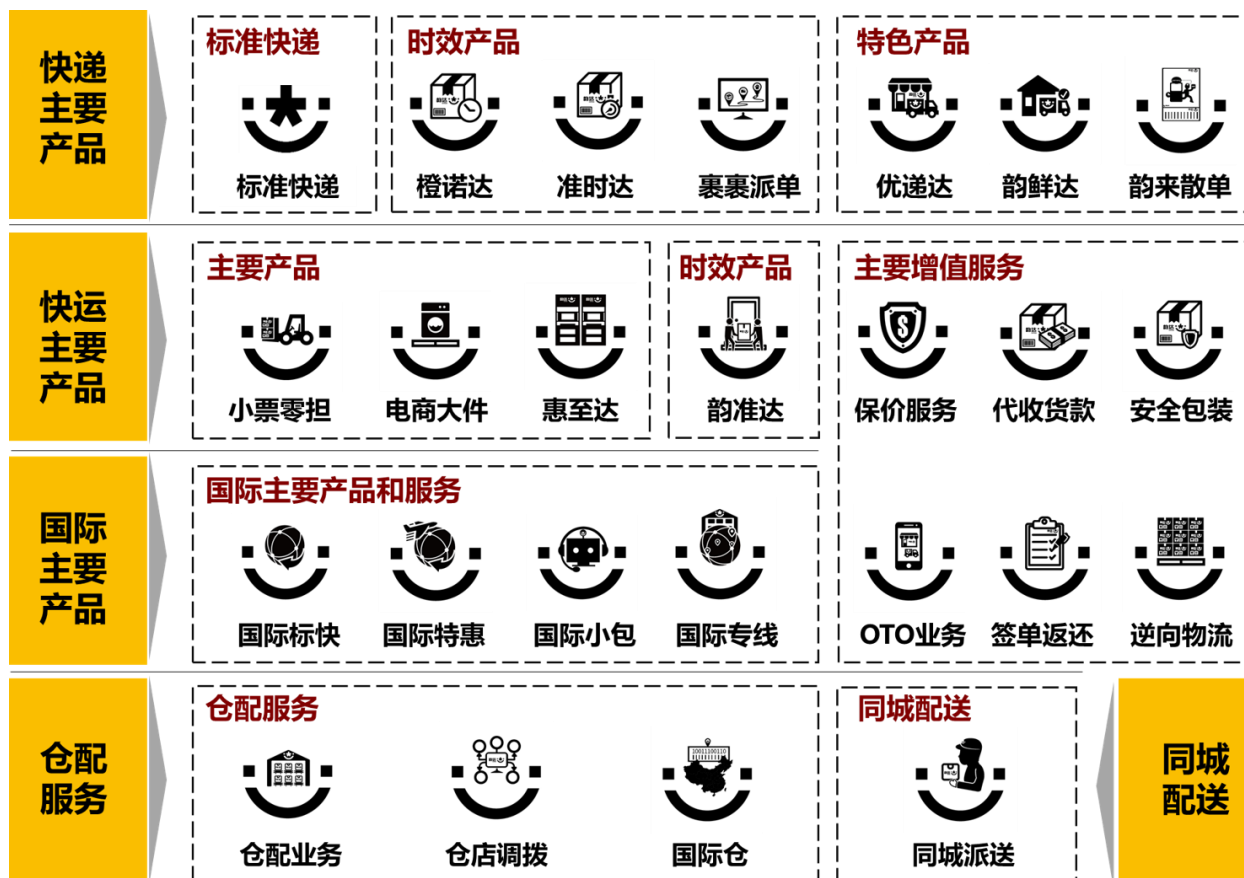 快递
主要
产品
标准快递
标准快递
时效产品
橙诺达
准时达
裹裹派单
特色产品
优递达
韵鲜达
韵来散单
快运
主要
产品
主要产品
小票零担
电商大件
惠至达
时效产品
韵准达
主要增值服务
保价服务
代收货款
安全包装
OTO业务
签单返还
逆向物流
国际
主要
产品
国际主要产品和服务
国际标快
国际特惠
国际小包
国际专线
仓配
服务
仓配服务
仓配业务
仓店调拨
10011100110
国际仓
同城配送
同城派送
同城
配送